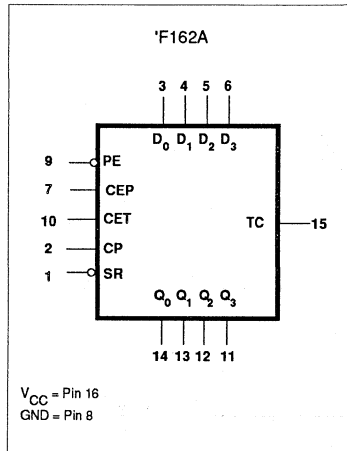 'F162A
3 4 5 6
D0 D1 D2 D3
9 PE
7 CEP
10 CET
TC 15
2 CP
1 SR
Q0 Q1 Q2 Q3
14 13 12 11
VCC = Pin 16
GND = Pin 8